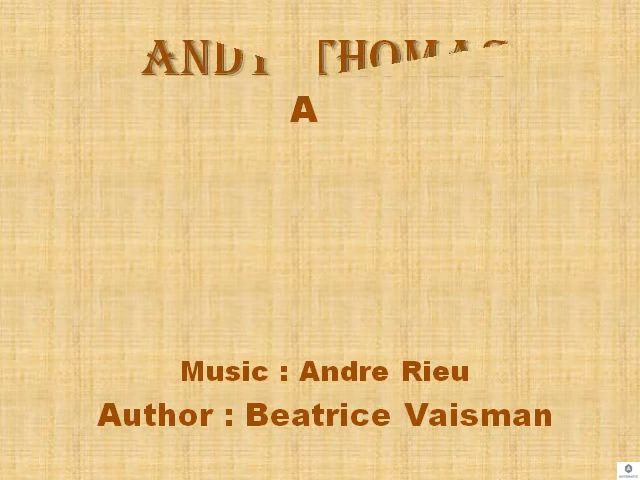 ANDY THOMAS
A
Music : Andre Rieu
Author : Beatrice Vaisman